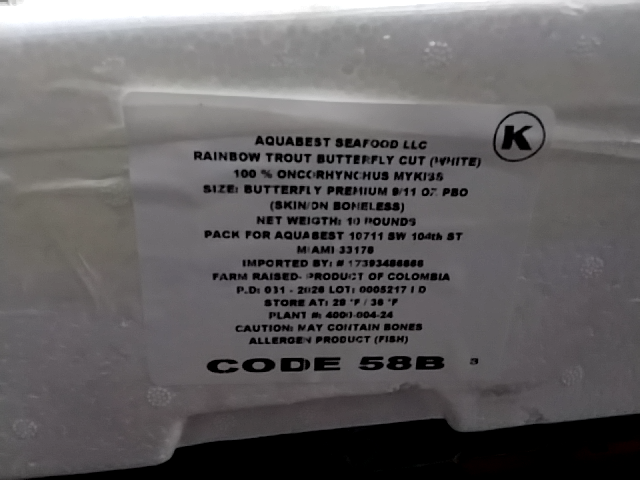 K
AQUABEST SEAFOOD LLC
RAINBOW TROUT BUTTERFLY CUT (WHITE)
100 % ONCORHYNCHUS MYKISS
SIZE: BUTTERFLY PREMIUM 9/11 OZ PBO
(SKIN/ON BONELESS)
NET WEIGTH: 10 POUNDS
PACK FOR AQUABEST 10711 SW 104th ST
MIAMI 33176
IMPORTED BY: #
FARM RAISED- PRODUCT OF COLOMBIA
P.D: 031 - 2026 LOT:
STORE AT: 28 °F / 38 °F
PLANT #: 4000-004-24
CAUTION: MAY CONTAIN BONES
ALLERGEN PRODUCT (FISH)
CODE 58B